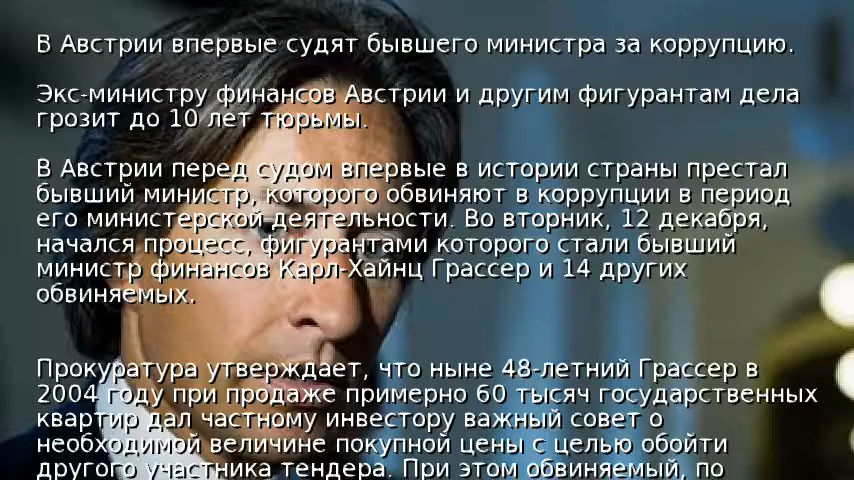 В Австрии впервые судят бывшего министра за коррупцию.
Экс-министру финансов Австрии и другим фигурантам дела
грозит до 10 лет тюрьмы.
В Австрии перед судом впервые в истории страны престал
бывший министр, которого обвиняют в коррупции в период
его министерской деятельности. Во вторник, 12 декабря,
начался процесс, фигурантами которого стали бывший
министр финансов Карл-Хайнц Грассер и 14 других
обвиняемых.
Прокуратура утверждает, что ныне 48-летний Грассер в
2004 году при продаже примерно 60 тысяч государственных
квартир дал частному инвестору важный совет о
необходимой величине покупной цены с целью обойти
другого участника тендера. При этом обвиняемый, по